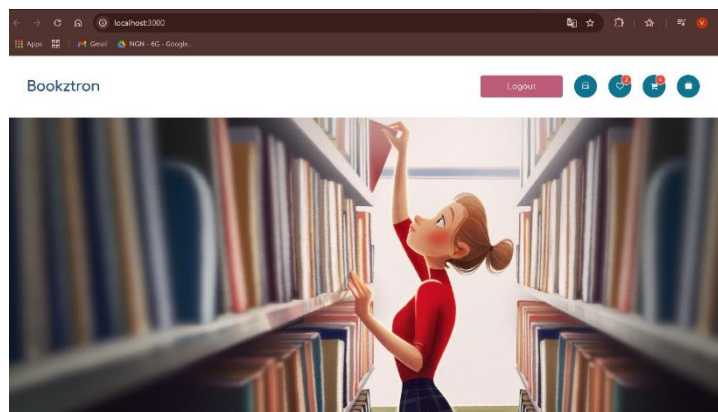 localhost:3000
Apps
Gmail
NGN - 6G - Google...
Bookztron
Logout